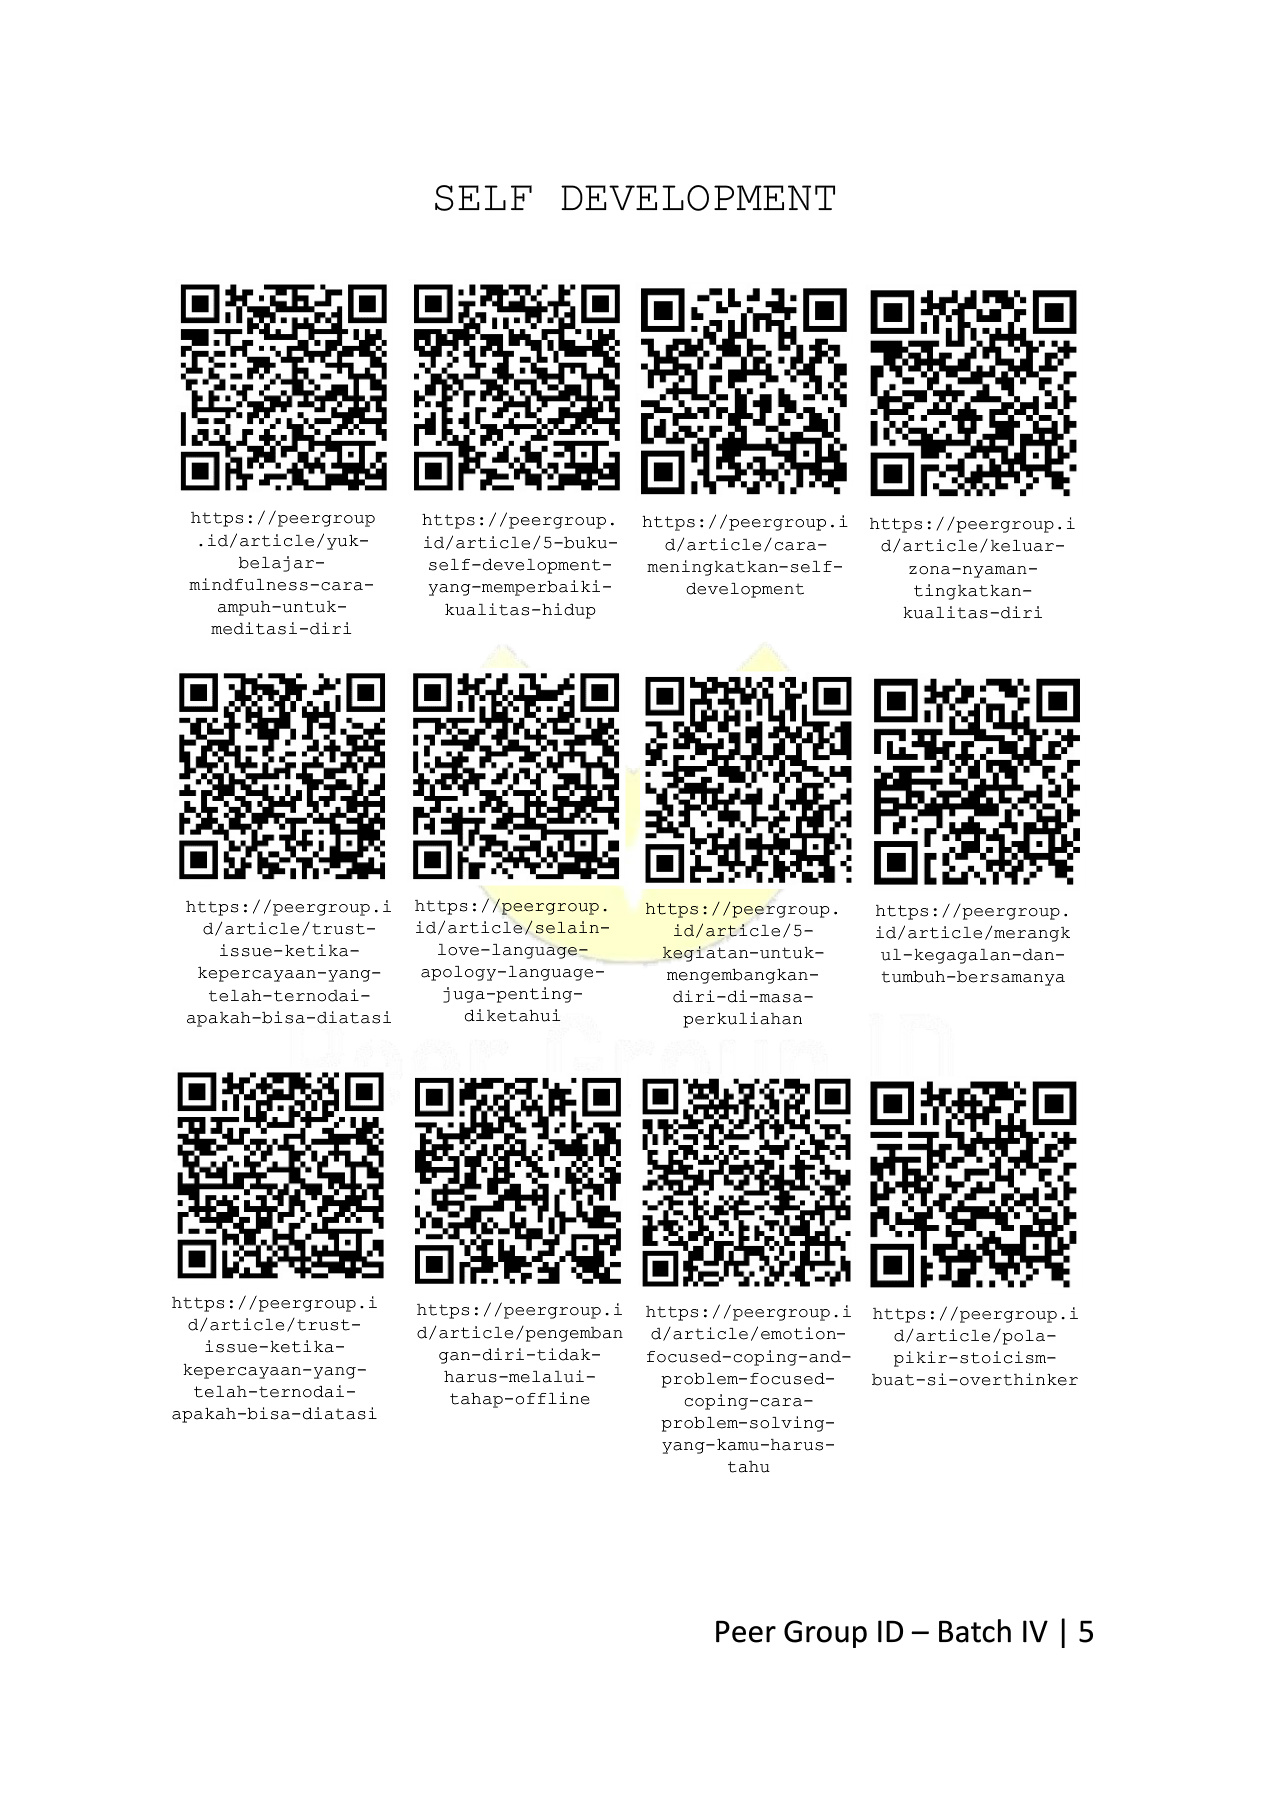 SELF DEVELOPMENT
https://peergroup
.id/article/yuk-
belajar-
mindfulness-cara-
ampuh-untuk-
meditasi-diri
https://peergroup.
id/article/5-buku-
self-development-
yang-memperbaiki-
kualitas-hidup
https://peergroup.i
d/article/cara-
meningkatkan-self-
development
https://peergroup.i
d/article/keluar-
zona-nyaman-
tingkatkan-
kualitas-diri
https://peergroup.i
d/article/trust-
issue-ketika-
kepercayaan-yang-
telah-ternodai-
apakah-bisa-diatasi
https://peergroup.
id/article/selain-
love-language-
apology-language-
juga-penting-
diketahui
https://peergroup.
id/article/5-
kegiatan-untuk-
mengembangkan-
diri-di-masa-
perkuliahan
https://peergroup.
id/article/merangk
ul-kegagalan-dan-
tumbuh-bersamanya
https://peergroup.i
d/article/trust-
issue-ketika-
kepercayaan-yang-
telah-ternodai-
apakah-bisa-diatasi
https://peergroup.i
d/article/pengemban
gan-diri-tidak-
harus-melalui-
tahap-offline
https://peergroup.i
d/article/emotion-
focused-coping-and-
problem-focused-
coping-cara-
problem-solving-
yang-kamu-harus-
tahu
https://peergroup.i
d/article/pola-
pikir-stoicism-
buat-si-overthinker
Peer Group ID
Peer Group ID – Batch IV | 5